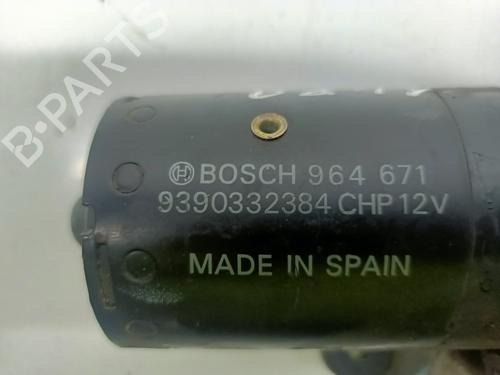 B-PARTS
BOSCH 964 671
9390332384 CHP 12V
MADE IN SPAIN